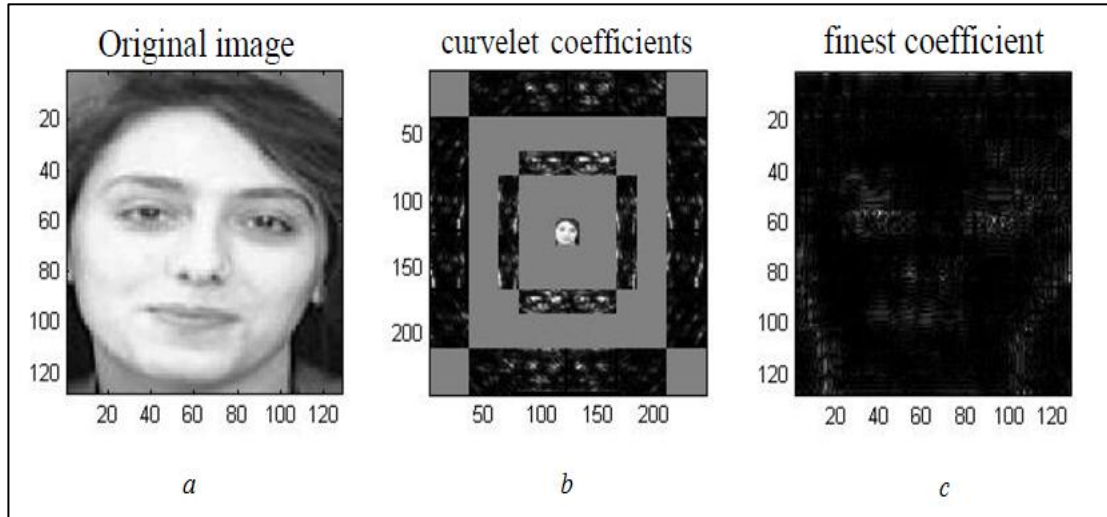 Original image
20
40
60
80
100
120
20 40 60 80 100 120
a
curvelet coefficients
50
100
150
200
50 100 150 200
b
finest coefficient
20
40
60
80
100
120
20 40 60 80 100 120
c